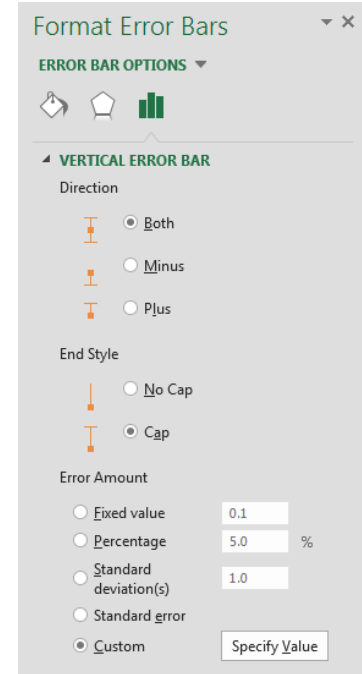 Format Error Bars
ERROR BAR OPTIONS
VERTICAL ERROR BAR
Direction
Both
Minus
Plus
End Style
No Cap
Cap
Error Amount
Fixed value 0.1
Percentage 5.0 %
Standard
deviation(s) 1.0
Standard error
Custom Specify Value